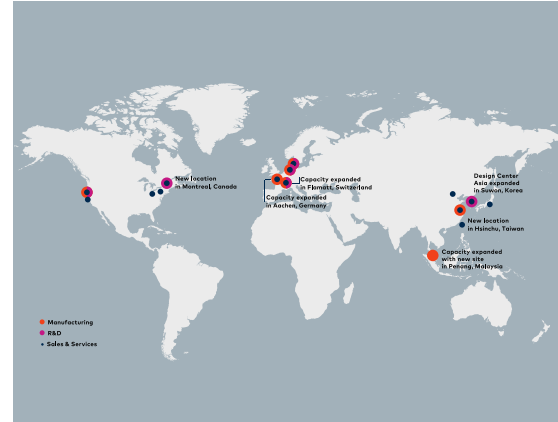 New location
in Montreal, Canada
Capacity expanded
in Flamatt, Switzerland
Capacity expanded
in Aachen, Germany
Design Center
Asia expanded
in Suwon, Korea
New location
in Hsinchu, Taiwan
Capacity expanded
with new site
in Penang, Malaysia
Manufacturing
R&D
Sales & Services